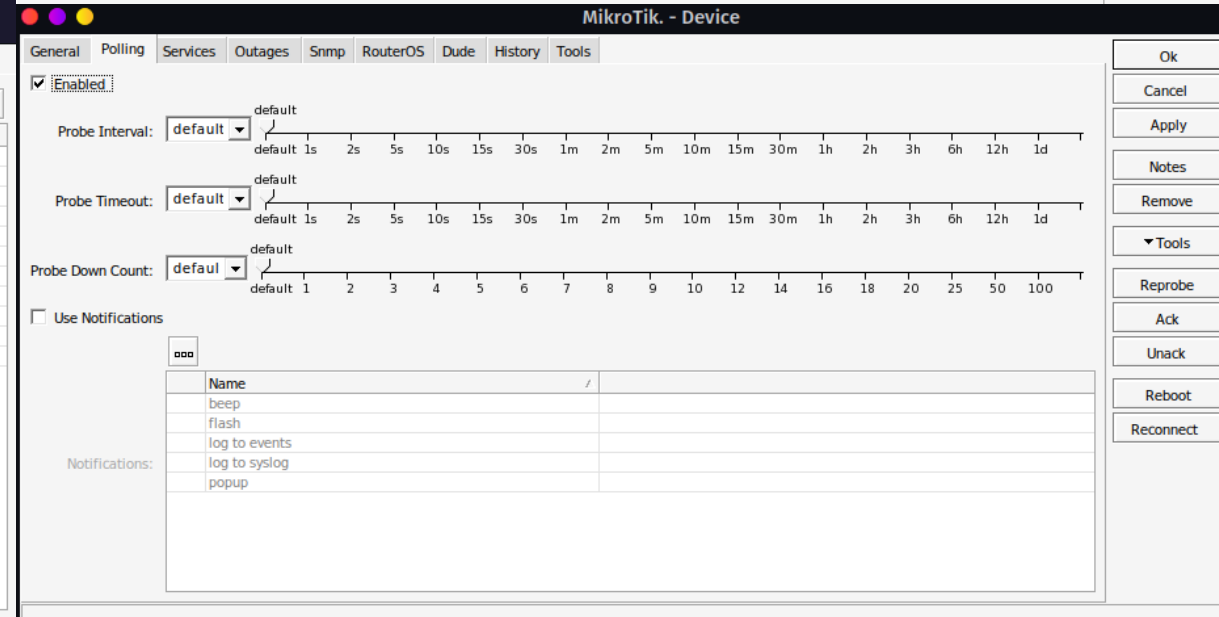 MikroTik. - Device
General Polling Services Outages Snmp RouterOS Dude History Tools
Ok
Cancel
Apply
Notes
Remove
Tools
Reprobe
Ack
Unack
Reboot
Reconnect
Enabled
default
Probe Interval: default
default 1s 2s 5s 10s 15s 30s 1m 2m 5m 10m 15m 30m 1h 2h 3h 6h 12h 1d
default
Probe Timeout: default
default 1s 2s 5s 10s 15s 30s 1m 2m 5m 10m 15m 30m 1h 2h 3h 6h 12h 1d
default
Probe Down Count: defaul
default 1 2 3 4 5 6 7 8 9 10 12 14 16 18 20 25 50 100
Use Notifications
Name
beep
flash
log to events
Notifications: log to syslog
popup